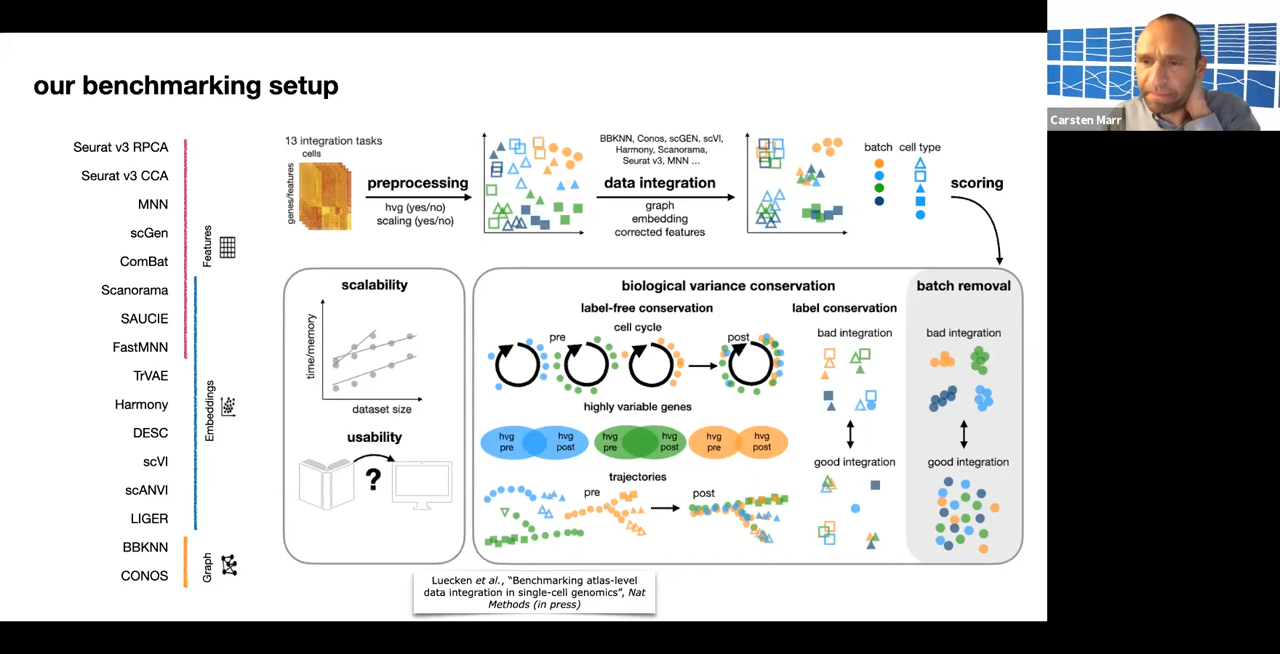 our benchmarking setup
Carsten Marr
Seurat v3 RPCA
Seurat v3 CCA
MNN
scGen
ComBat
Scanorama
SAUCIE
FastMNN
TrVAE
Harmony
DESC
scVI
scANVI
LIGER
BBKNN
CONOS
Features
Embeddings
Graph
13 integration tasks
cells
genes/features
preprocessing
hvg (yes/no)
scaling (yes/no)
BBKNN, Conos, scGEN, scVI,
Harmony, Scanorama,
Seurat v3, MNN ...
data integration
graph
embedding
corrected features
batch
cell type
scoring
scalability
time/memory
dataset size
usability
?
biological variance conservation
label-free conservation
cell cycle
pre
post
highly variable genes
hvg
pre
hvg
post
hvg
pre
hvg
post
hvg
pre
hvg
post
trajectories
pre
post
label conservation
bad integration
good integration
batch removal
bad integration
good integration
Luecken et al., “Benchmarking atlas-level
data integration in single-cell genomics”, Nat
Methods (in press)